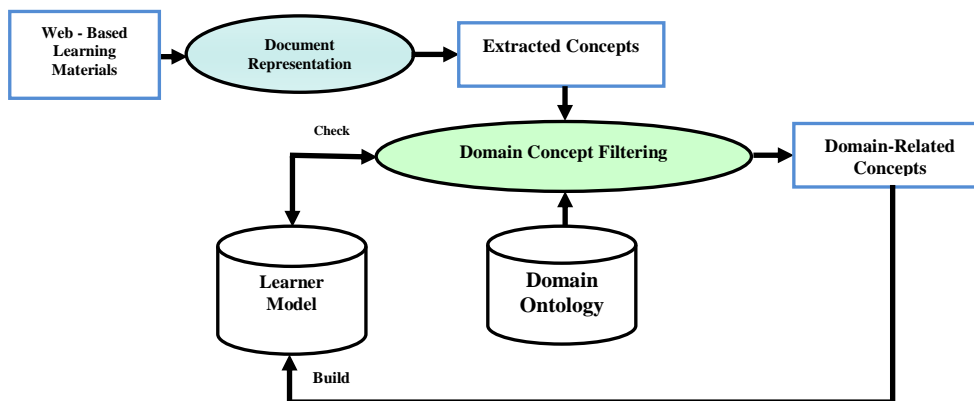 Web - Based
Learning
Materials
Document
Representation
Extracted Concepts
Check
Domain Concept Filtering
Domain-Related
Concepts
Learner
Model
Domain
Ontology
Build